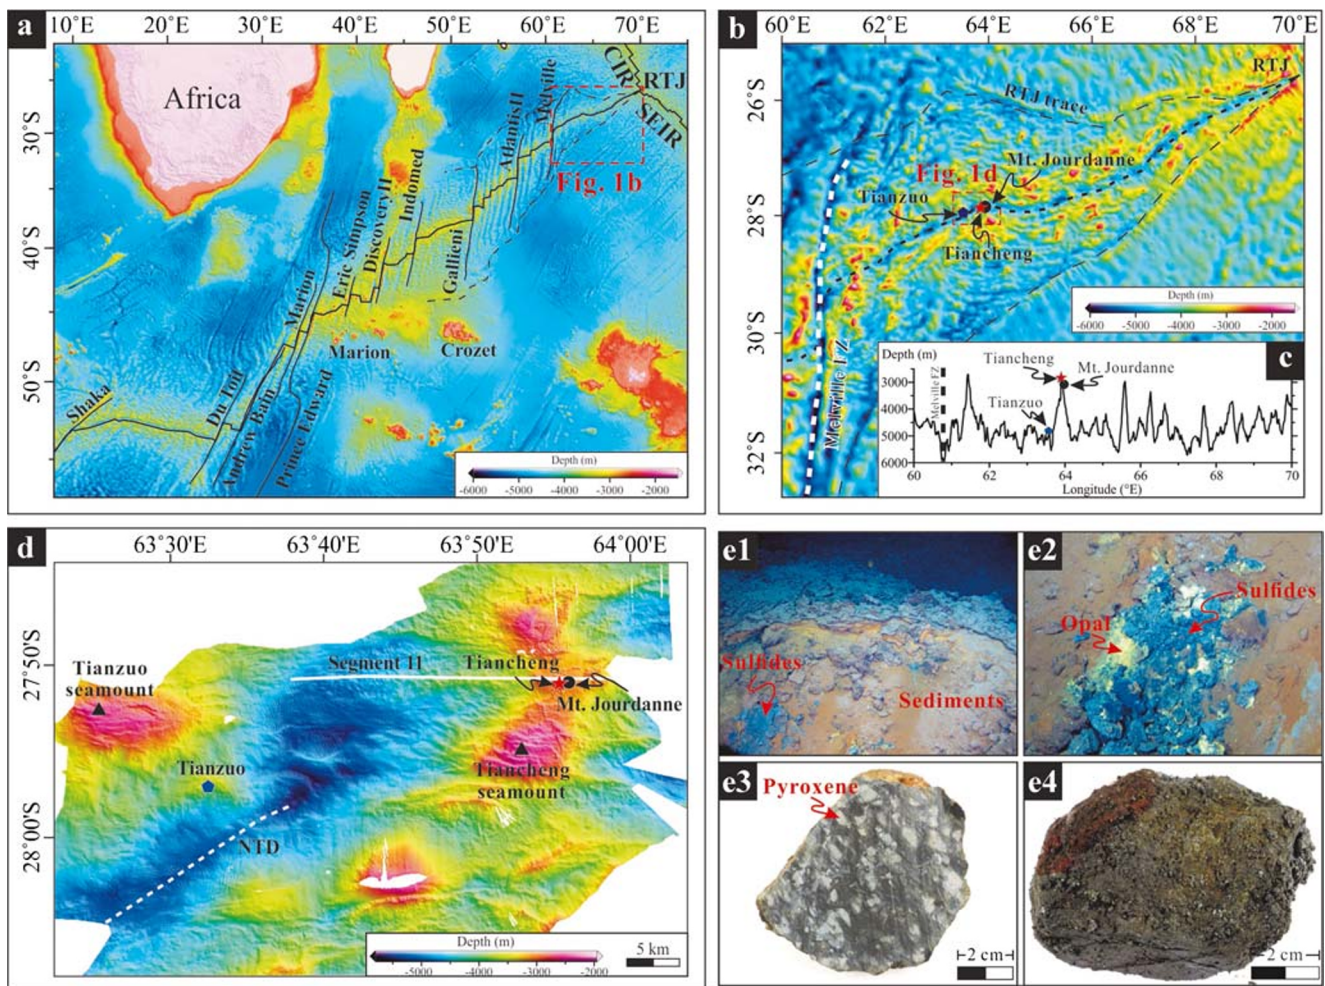 a
10°E
20°E
30°E
40°E
50°E
60°E
70°E
30°S
40°S
50°S
Africa
CIR
RTJ
SEIR
Melville
Atlantis II
Fig. 1b
Indomed
Discovery II
Eric Simpson
Gallieni
Marion
Marion
Crozet
Prince Edward
Andrew Bain
Du Toit
Shaka
Depth (m)
-6000
-5000
-4000
-3000
-2000
b
60°E
62°E
64°E
66°E
68°E
70°E
26°S
28°S
30°S
32°S
RTJ
RTJ trace
Mt. Jourdanne
Fig. 1d
Tianzuo
Tiancheng
Melville FZ
Depth (m)
-6000
-5000
-4000
-3000
-2000
c
Depth (m)
3000
4000
5000
6000
Melville FZ
Tiancheng
Mt. Jourdanne
Tianzuo
60
62
64
66
68
70
Longitude (°E)
d
63°30'E
63°40'E
63°50'E
64°00'E
27°50'S
28°00'S
Tianzuo
seamount
Segment 11
Tiancheng
Mt. Jourdanne
Tianzuo
Tiancheng
seamount
NTD
Depth (m)
-5000
-4000
-3000
-2000
5 km
e1
Sulfides
Sediments
e2
Sulfides
Opal
e3
Pyroxene
2 cm
e4
2 cm